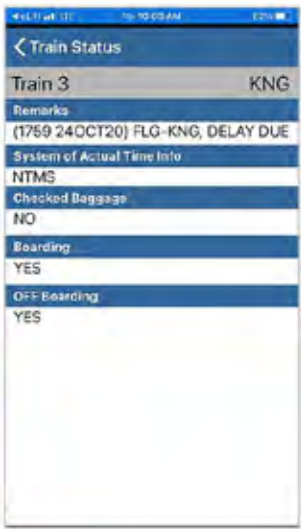 Train Status
Train 3 KNG
Remarks
(1759 24OCT20) FLG-KNG, DELAY DUE
System of Actual Time Info
NTMS
Checked Baggage
NO
Boarding
YES
OFF Boarding
YES